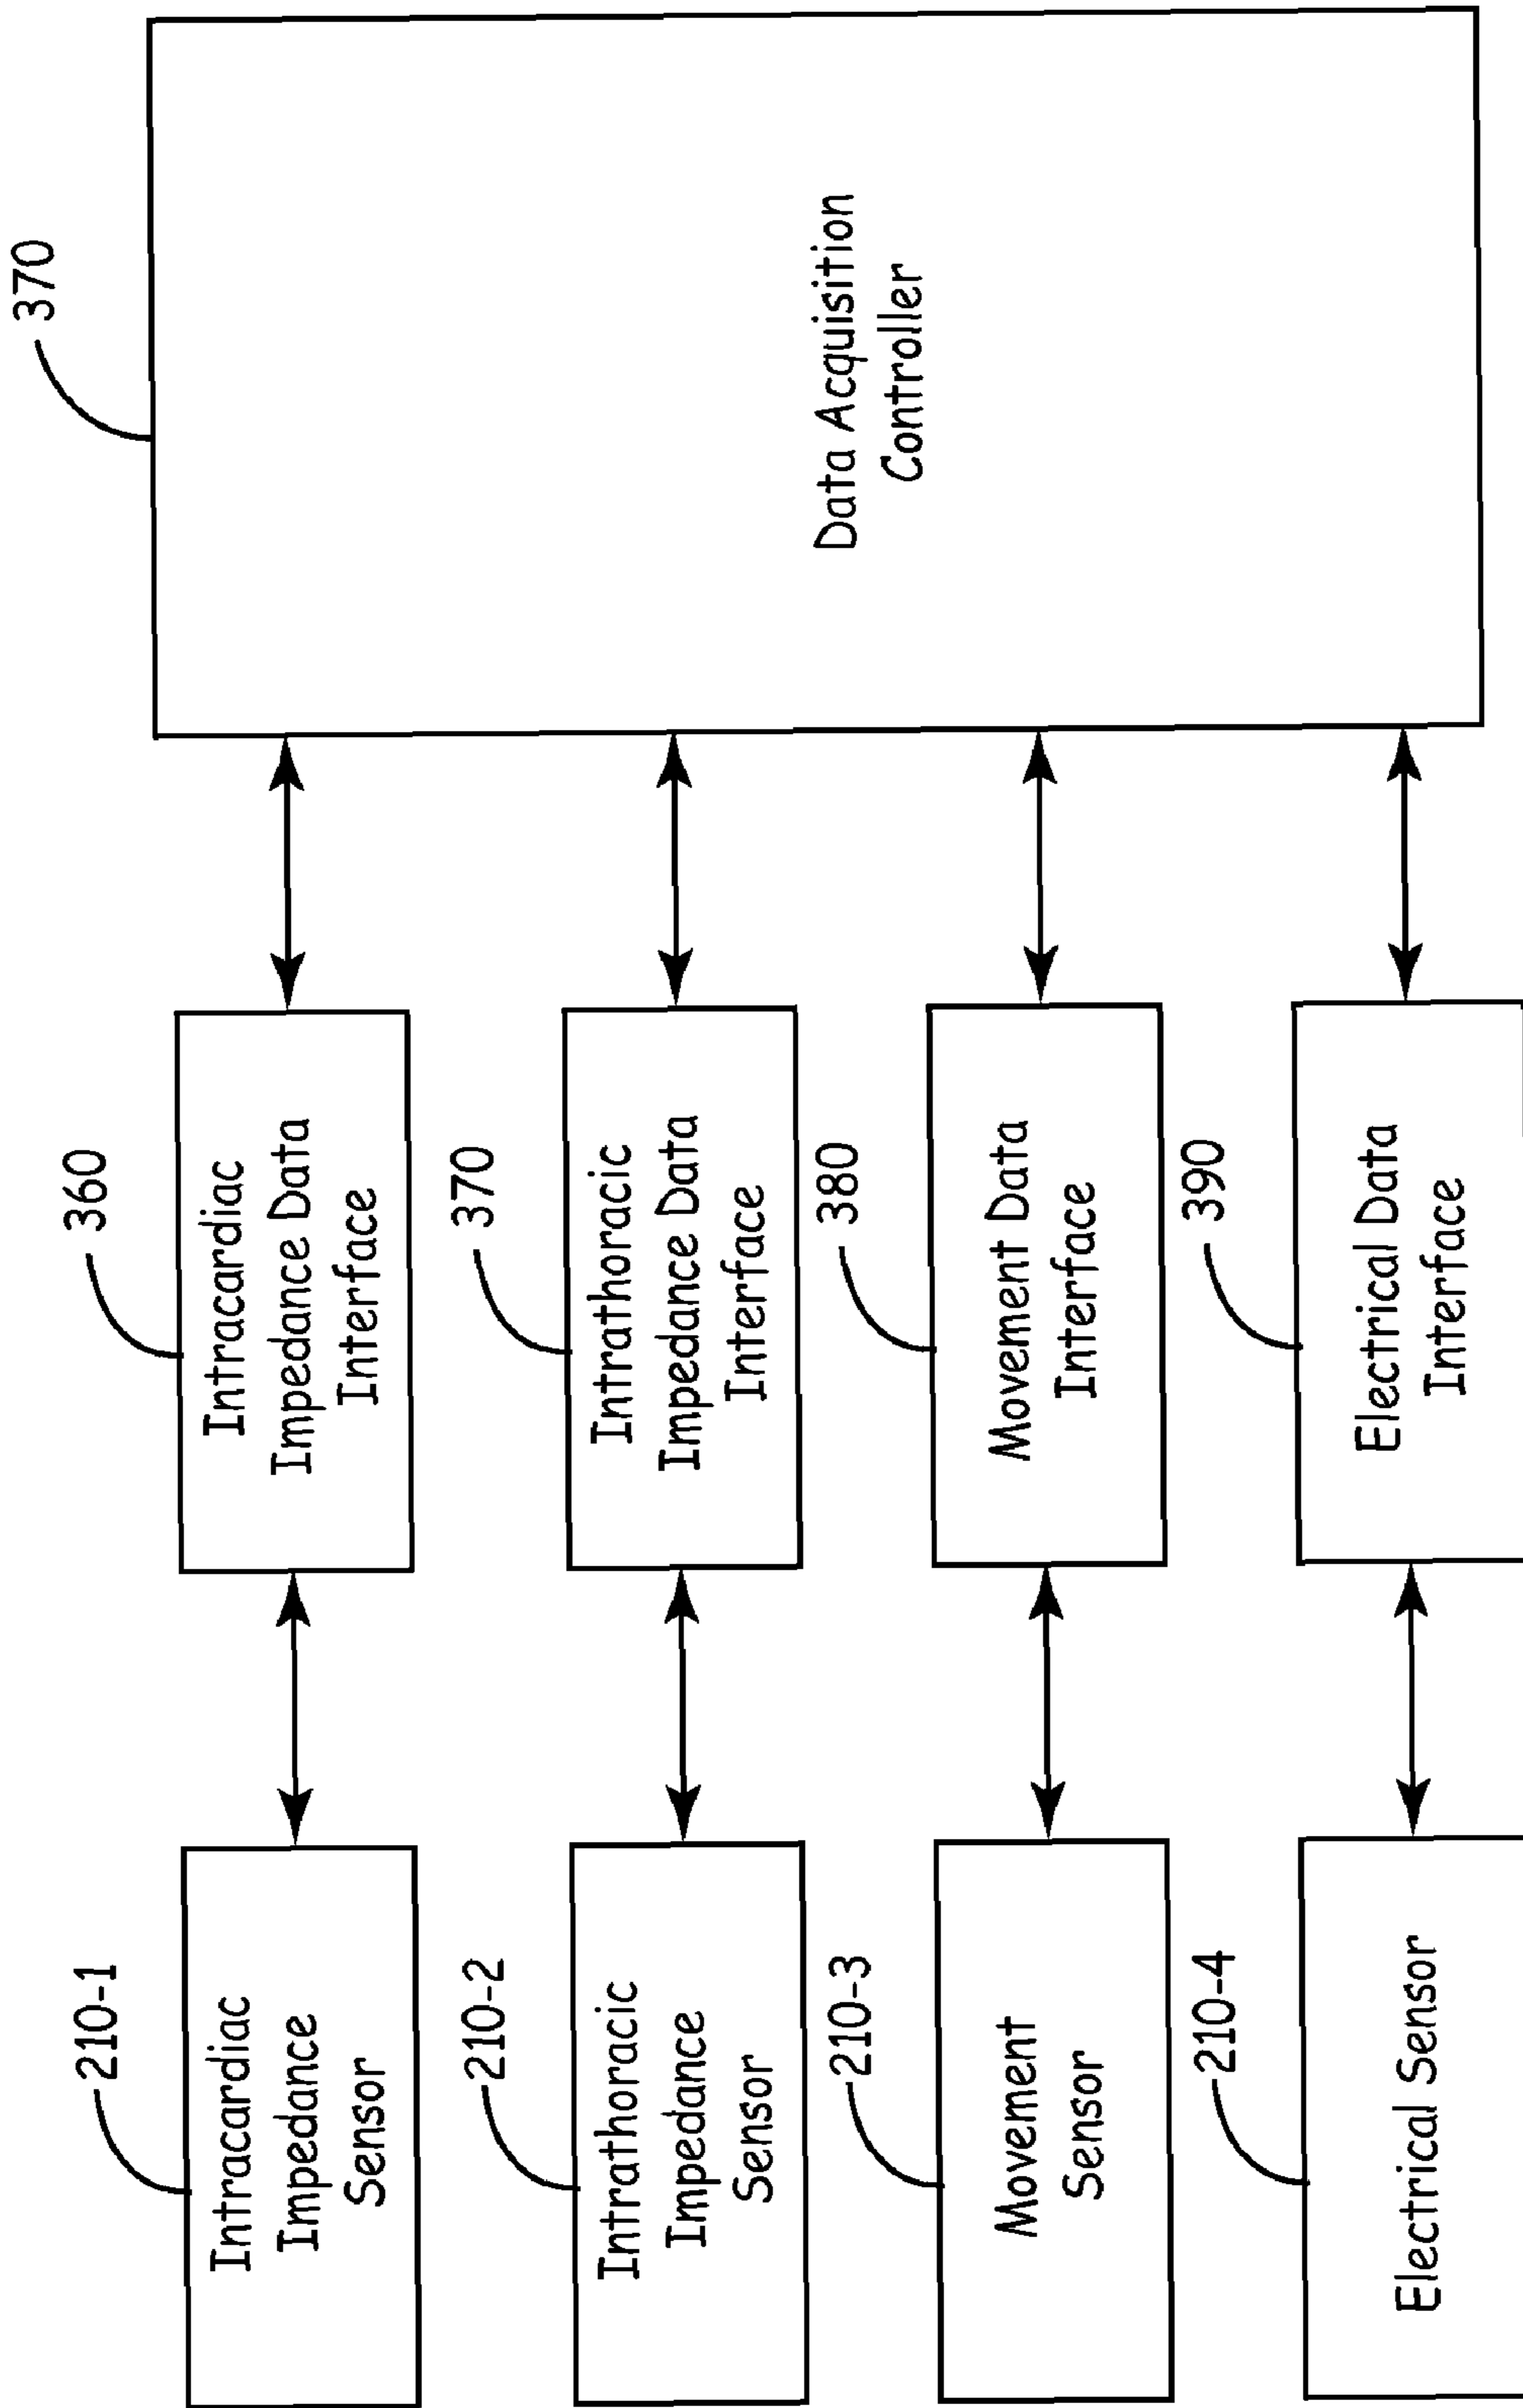 210-1
Intracardiac
Impedance
Sensor
360
Intracardiac
Impedance Data
Interface
370
Data Acquisition
Controller
210-2
Intrathoracic
Impedance
Sensor
370
Intrathoracic
Impedance Data
Interface
210-3
Movement
Sensor
380
Movement Data
Interface
210-4
Electrical Sensor
390
Electrical Data
Interface